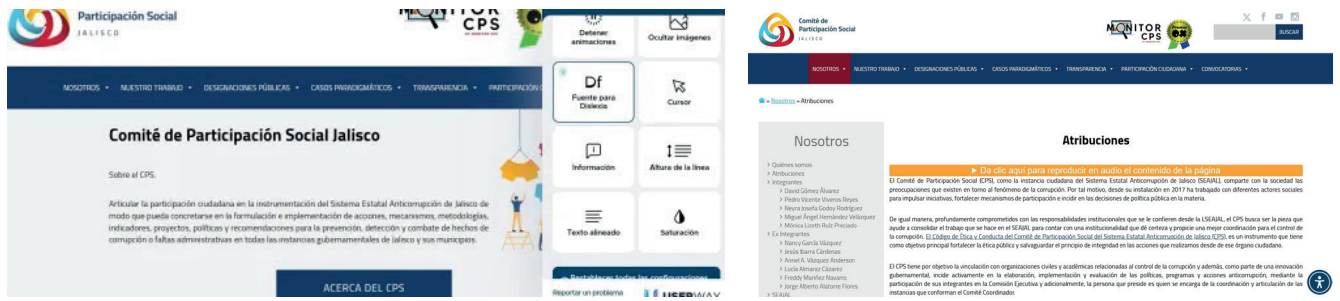 Participación Social
JALISCO
MONITOR
CPS
NOSOTROS
NUESTRO TRABAJO
DESIGNACIONES PÚBLICAS
CASOS PARADIGMÁTICOS
TRANSPARENCIA
PARTICIPACIÓN
Comité de Participación Social Jalisco
Sobre el CPS.
Articular la participación ciudadana en la instrumentación del Sistema Estatal Anticorrupción de Jalisco de
modo que pueda concretarse en la formulación e implementación de acciones, mecanismos, metodologías,
indicadores, proyectos, políticas y recomendaciones para la prevención, detección y combate de hechos de
corrupción o faltas administrativas en todas las instancias gubernamentales de Jalisco y sus municipios.
ACERCA DEL CPS
Detener
animaciones
Ocultar imágenes
Df
Fuente para
Dislexia
Cursor
Información
Altura de la línea
Texto alineado
Saturación
Restablecer todas las configuraciones
Reportar un problema
USERWAY
Comité de
Participación Social
JALISCO
MONITOR
CPS
BUSCAR
NOSOTROS
NUESTRO TRABAJO
DESIGNACIONES PÚBLICAS
CASOS PARADIGMÁTICOS
TRANSPARENCIA
PARTICIPACIÓN CIUDADANA
CONVOCATORIAS
» Nosotros » Atribuciones
Nosotros
> Quiénes somos
> Atribuciones
> Integrantes
> David Gómez Álvarez
> Pedro Vicente Viveros Reyes
> Neyra Josefa Godoy Rodríguez
> Miguel Ángel Hernández Velázquez
> Mónica Lizeth Ruiz Preciado
> Ex Integrantes
> Nancy García Vázquez
> Jesús Ibarra Cárdenas
> Annel A. Vázquez Anderson
> Lucía Almaraz Cázarez
> Freddy Mariñez Navarro
> Jorge Alberto Alatorre Flores
> SEAJAL
Atribuciones
► Da clic aquí para reproducir en audio el contenido de la página
El Comité de Participación Social (CPS), como la instancia ciudadana del Sistema Estatal Anticorrupción de Jalisco (SEAJAL), comparte con la sociedad las
preocupaciones que existen en torno al fenómeno de la corrupción. Por tal motivo, desde su instalación en 2017 ha trabajado con diferentes actores sociales
para impulsar iniciativas, fortalecer mecanismos de participación e incidir en las decisiones de política pública en la materia.
De igual manera, profundamente comprometidos con las responsabilidades institucionales que se le confieren desde la LSEAJAL, el CPS busca ser la pieza que
ayude a consolidar el trabajo que se hace en el SEAJAL para contar con una institucionalidad que dé certeza y propicie una mejor coordinación para el control de
la corrupción. El Código de Ética y Conducta del Comité de Participación Social del Sistema Estatal Anticorrupción de Jalisco (CPS), es un instrumento que tiene
como objetivo principal fortalecer la ética pública y salvaguardar el principio de integridad en las acciones que realizamos desde de ese órgano ciudadano.
El CPS tiene por objetivo la vinculación con organizaciones civiles y académicas relacionadas al control de la corrupción y además, como parte de una innovación
gubernamental, incide activamente en la elaboración, implementación y evaluación de las políticas, programas y acciones anticorrupción, mediante la
participación de sus integrantes en la Comisión Ejecutiva y adicionalmente, la persona que preside es quien se encarga de la coordinación y articulación de las
instancias que conforman el Comité Coordinador.